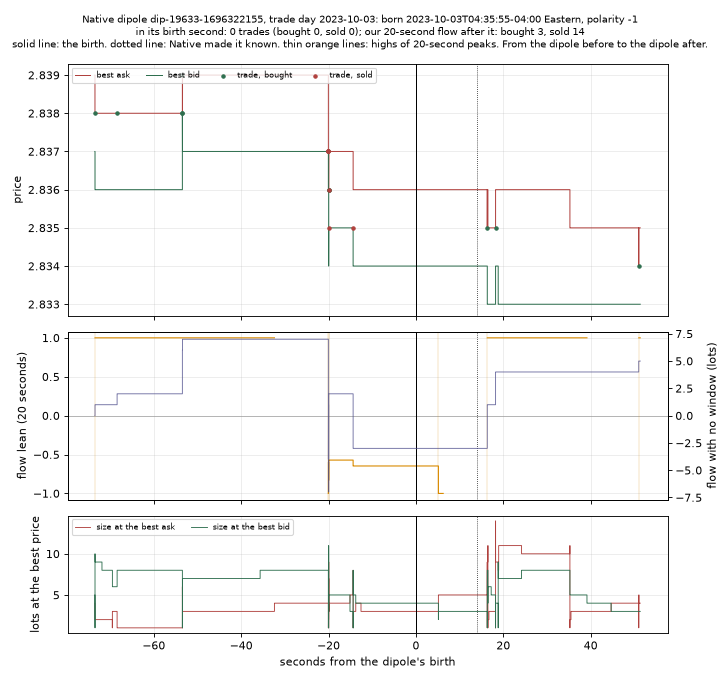 Native dipole dip-19633-1696322155, trade day 2023-10-03: born 2023-10-03T04:35:55-04:00 Eastern, polarity -1
in its birth second: 0 trades (bought 0, sold 0); our 20-second flow after it: bought 3, sold 14
solid line: the birth. dotted line: Native made it known. thin orange lines: highs of 20-second peaks. From the dipole before to the dipole after.
best ask best bid trade, bought trade, sold
price
2.839
2.838
2.837
2.836
2.835
2.834
2.833
flow lean (20 seconds)
1.0
0.5
0.0
−0.5
−1.0
7.5
5.0
2.5
0.0
−2.5
−5.0
−7.5
flow with no window (lots)
size at the best ask size at the best bid
lots at the best price
10
5
−60 −40 −20 0 20 40
seconds from the dipole's birth